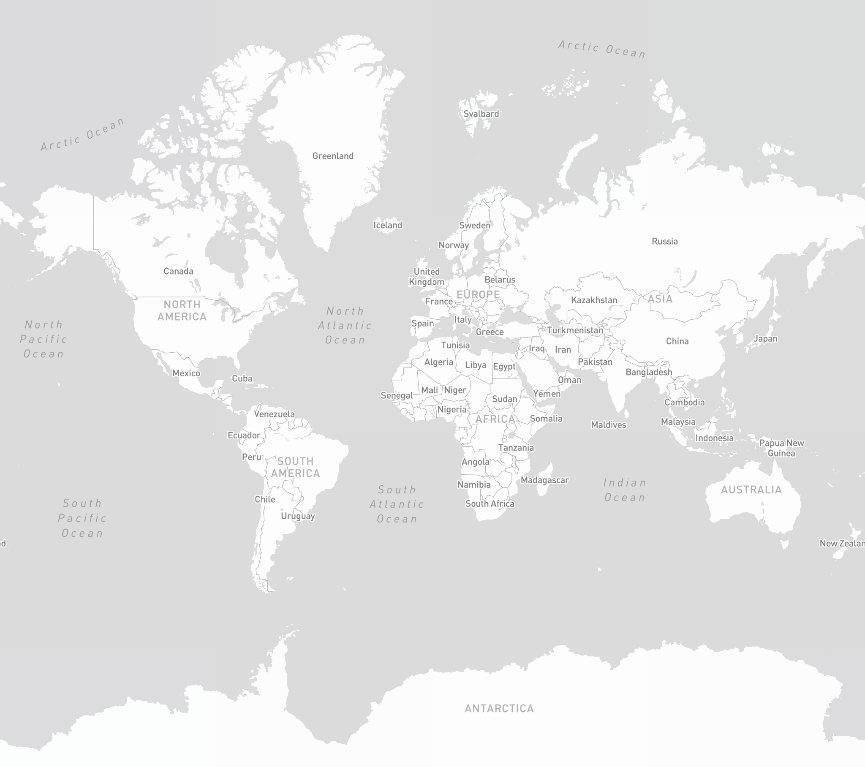 Arctic Ocean
Arctic Ocean
Svalbard
Greenland
Iceland
Sweden
Norway
Russia
Canada
United
Kingdom
Belarus
EUROPE
France
Kazakhstan
ASIA
NORTH
AMERICA
North
Pacific
Ocean
North
Atlantic
Ocean
Spain
Italy
Greece
Turkmenistan
China
Japan
Tunisia
Algeria
Libya
Egypt
Iraq
Iran
Pakistan
Bangladesh
Mexico
Cuba
Oman
Yemen
Senegal
Mali
Niger
Sudan
Nigeria
AFRICA
Somalia
Cambodia
Malaysia
Maldives
Indonesia
Papua New
Guinea
Venezuela
Ecuador
Peru
SOUTH
AMERICA
Tanzania
Angola
Namibia
Madagascar
South Africa
Chile
Uruguay
South
Pacific
Ocean
South
Atlantic
Ocean
Indian
Ocean
AUSTRALIA
d
New Zealan
ANTARCTICA